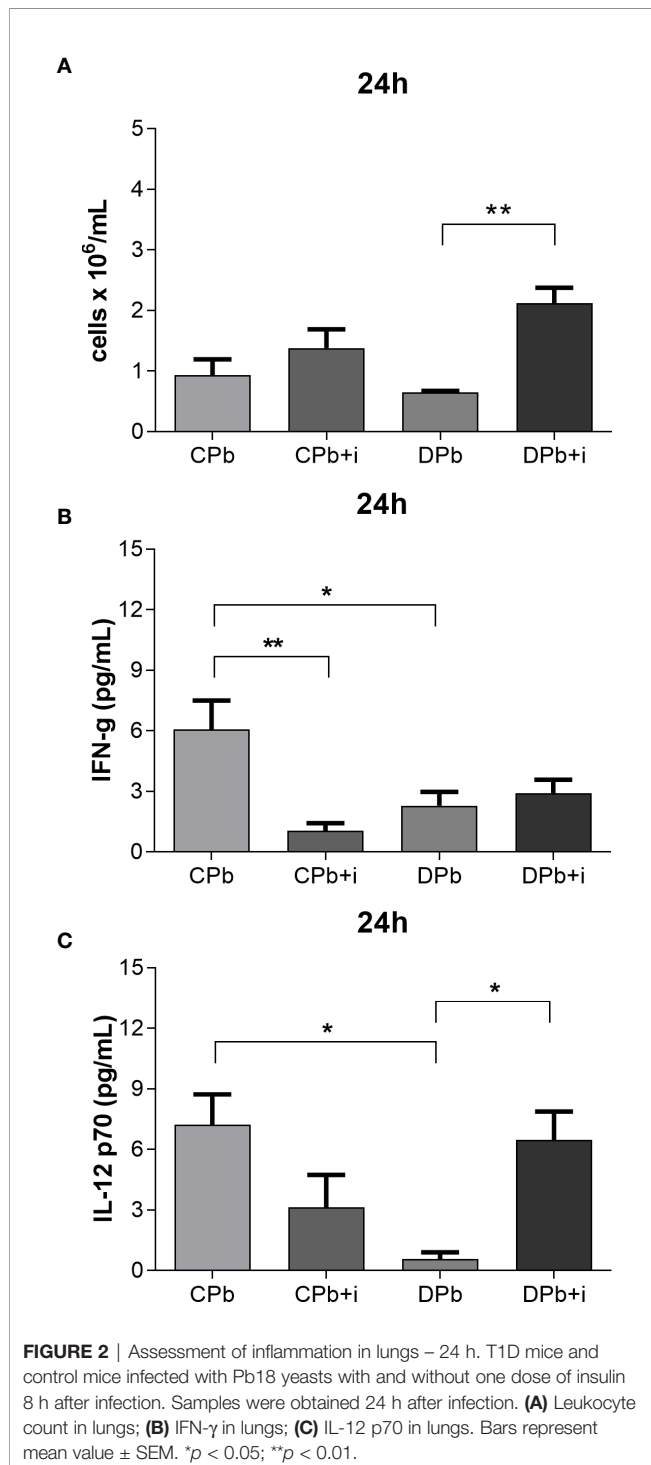 A
24h
cells x 10⁶/mL
5
4
3
2
1
0
**
CPb CPb+i DPb DPb+i
B
24h
IFN-g (pg/mL)
15
12
9
6
3
0
*
**
CPb CPb+i DPb DPb+i
C
24h
IL-12 p70 (pg/mL)
15
12
9
6
3
0
*
*
CPb CPb+i DPb DPb+i
FIGURE 2 | Assessment of inflammation in lungs – 24 h. T1D mice and
control mice infected with Pb18 yeasts with and without one dose of insulin
8 h after infection. Samples were obtained 24 h after infection. (A) Leukocyte
count in lungs; (B) IFN-γ in lungs; (C) IL-12 p70 in lungs. Bars represent
mean value ± SEM. *p < 0.05; **p < 0.01.